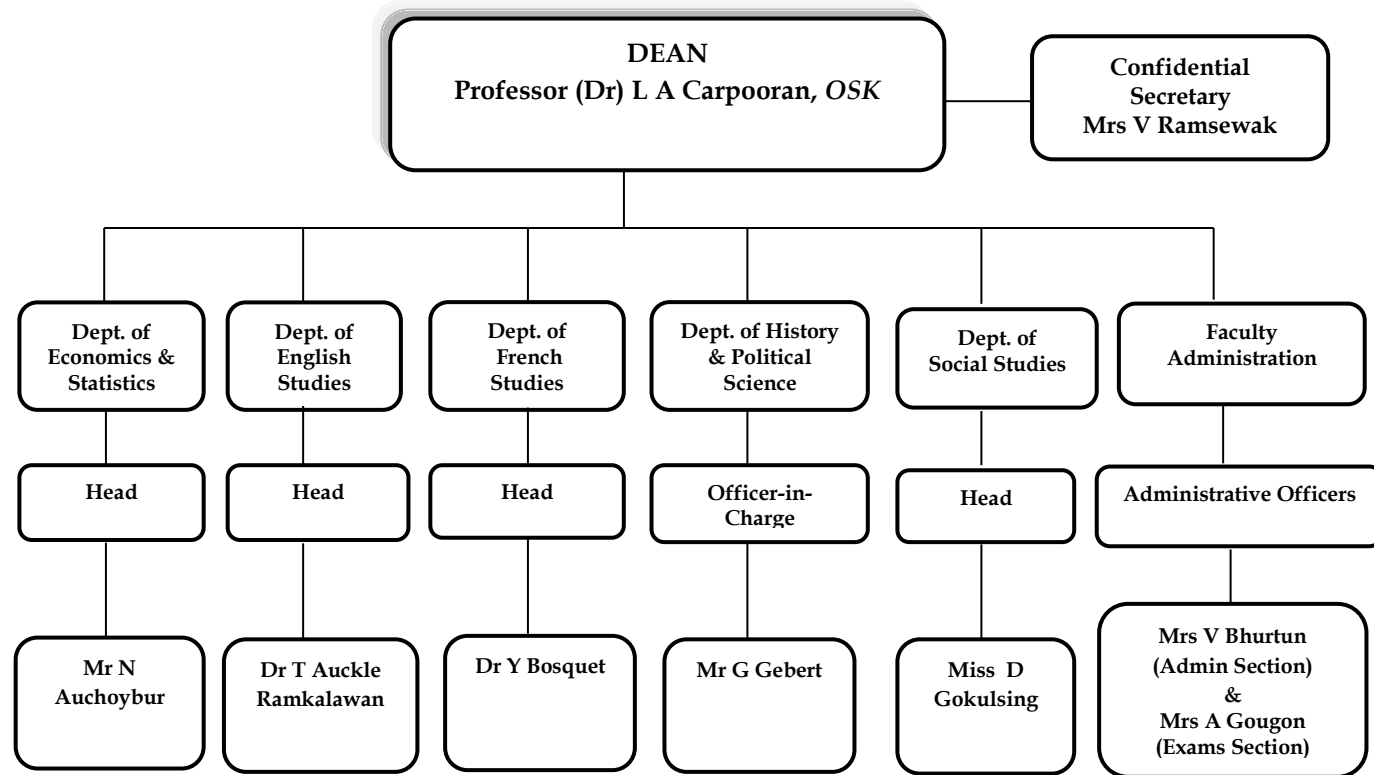 DEAN
Professor (Dr) L A Carpooran, OSK
Confidential
Secretary
Mrs V Ramsewak
Dept. of
Economics &
Statistics
Dept. of
English
Studies
Dept. of
French
Studies
Dept. of History
& Political
Science
Dept. of
Social Studies
Faculty
Administration
Head
Head
Head
Officer-in-
Charge
Head
Administrative Officers
Mr N
Auchoybur
Dr T Auckle
Ramkalawan
Dr Y Bosquet
Mr G Gebert
Miss D
Gokulsing
Mrs V Bhurtun
(Admin Section)
&
Mrs A Gougon
(Exams Section)